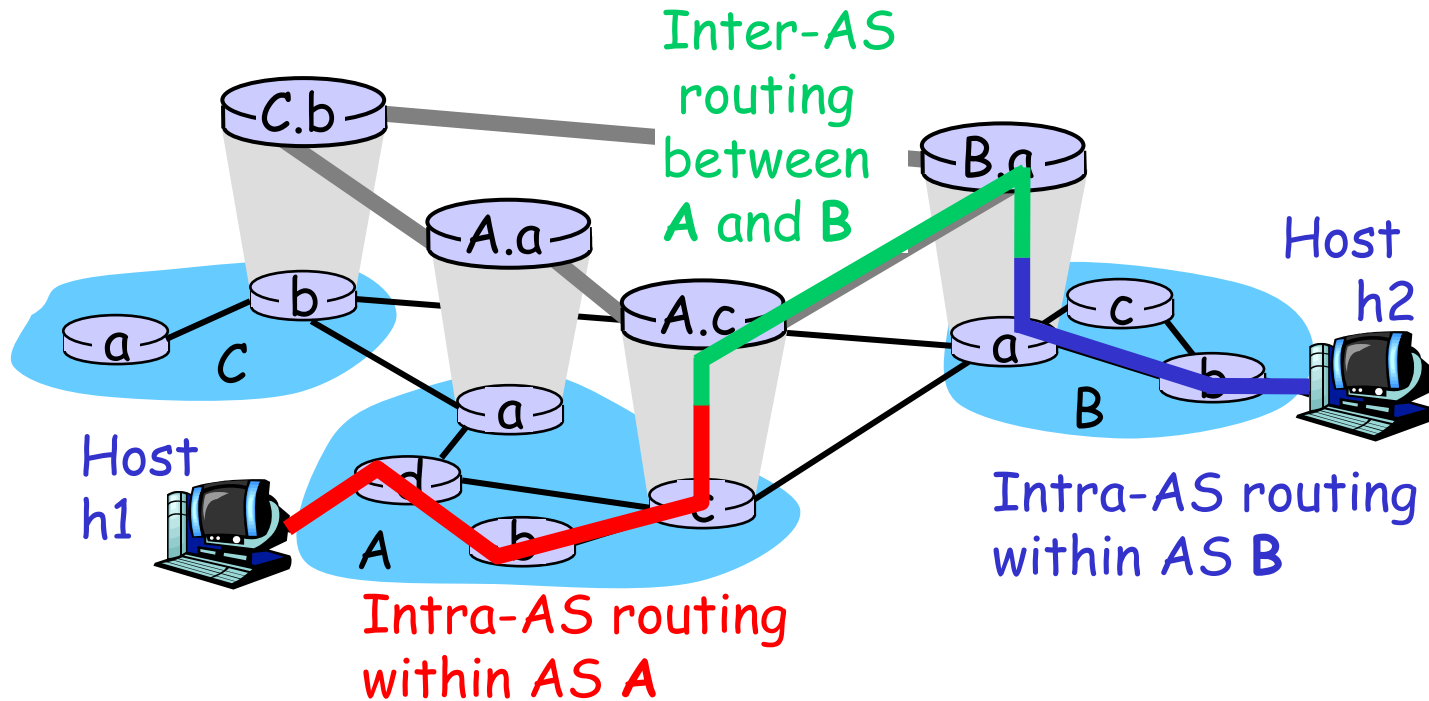 Inter-AS
routing
between
A and B
C.b
B.a
A.a
Host
h2
A.c
b
c
a
a
C
a
b
B
Host
h1
d
c
b
A
Intra-AS routing
within AS B
Intra-AS routing
within AS A